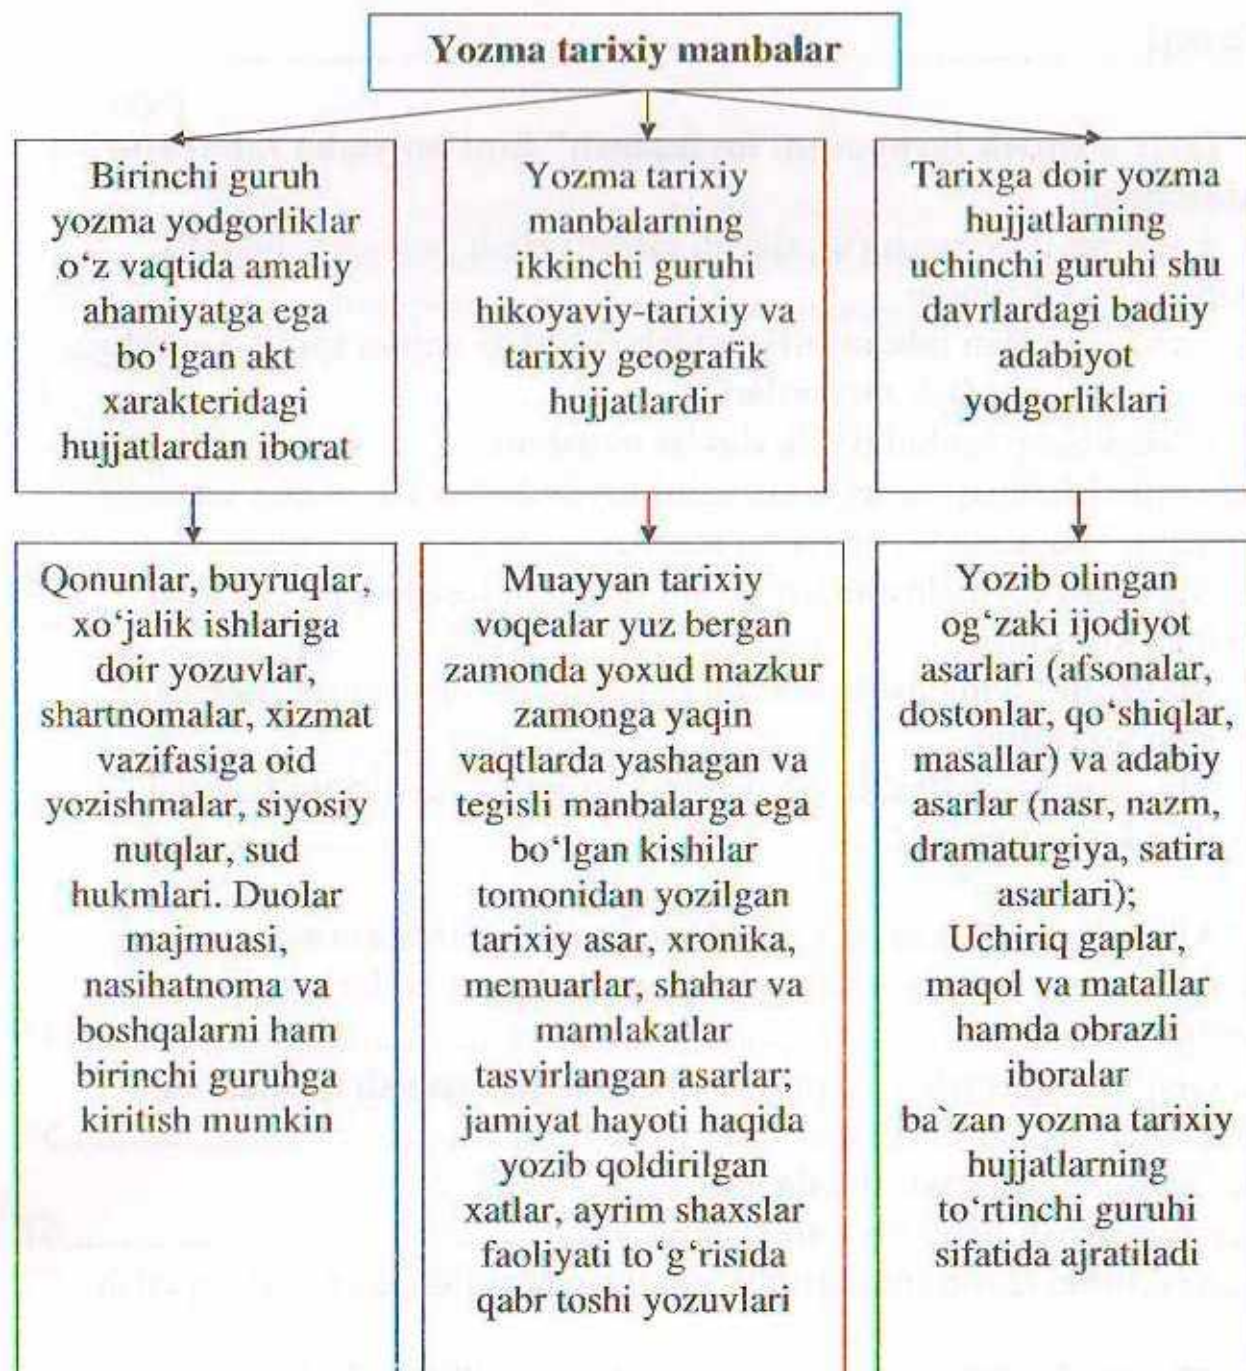 Yozma tarixiy manbalar
Birinchi guruh
yozma yodgorliklar
o‘z vaqtida amaliy
ahamiyatga ega
bo‘lgan akt
xarakteridagi
hujjatlardan iborat
Yozma tarixiy
manbalarning
ikkinchi guruhi
hikoyaviy-tarixiy va
tarixiy geografik
hujjatlardir
Tarixga doir yozma
hujjatlarning
uchinchi guruhi shu
davrlardagi badiiy
adabiyot
yodgorliklari
Qonunlar, buyruqlar,
xo‘jalik ishlariga
doir yozuvlar,
shartnomalar, xizmat
vazifasiga oid
yozishmalar, siyosiy
nutqlar, sud
hukmlari. Duolar
majmuasi,
nasihatnoma va
boshqalarni ham
birinchi guruhga
kiritish mumkin
Muayyan tarixiy
voqealar yuz bergan
zamonda yoxud mazkur
zamonga yaqin
vaqtlarda yashagan va
tegisli manbalarga ega
bo‘lgan kishilar
tomonidan yozilgan
tarixiy asar, xronika,
memuarlar, shahar va
mamlakatlar
tasvirlangan asarlar;
jamiyat hayoti haqida
yozib qoldirilgan
xatlar, ayrim shaxslar
faoliyati to‘g‘risida
qabr toshi yozuvlari
Yozib olingan
og‘zaki ijodiyot
asarlari (afsonalar,
dostonlar, qo‘shiqlar,
masallar) va adabiy
asarlar (nasr, nazm,
dramaturgiya, satira
asarlari);
Uchiriq gaplar,
maqol va matallar
hamda obrazli
iboralar
ba`zan yozma tarixiy
hujjatlarning
to‘rtinchi guruhi
sifatida ajratiladi